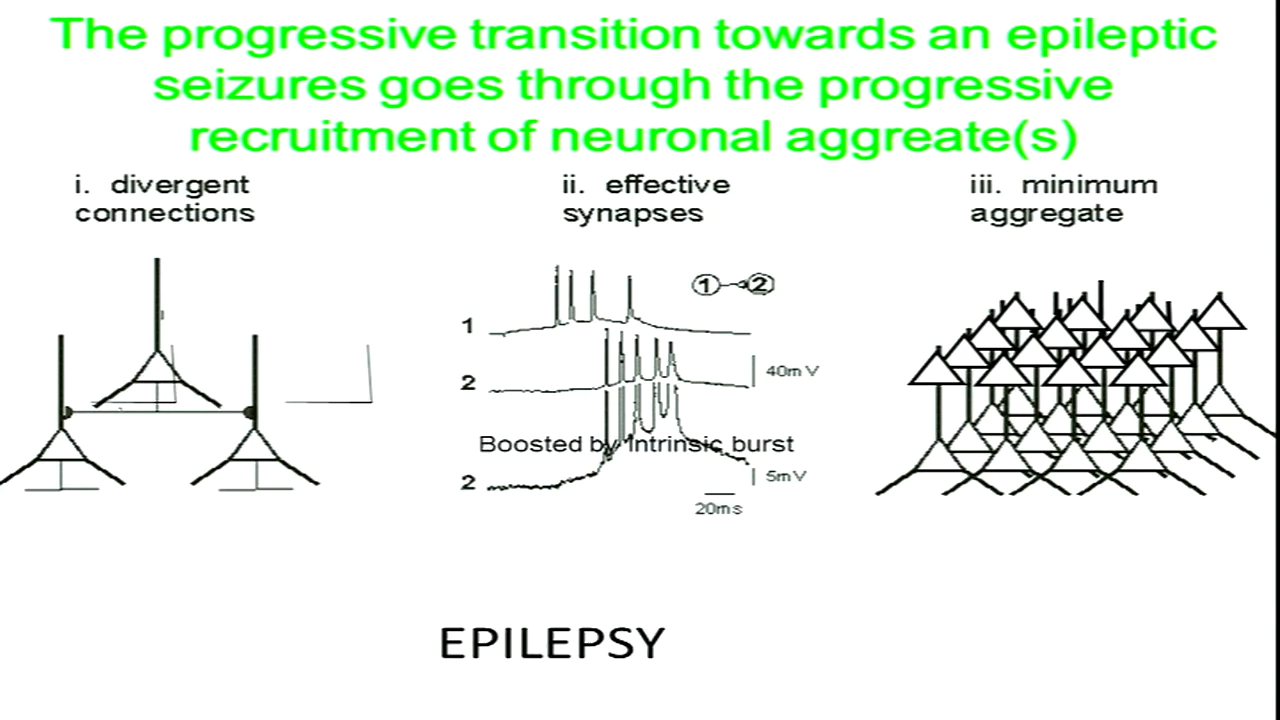 The progressive transition towards an epileptic
seizures goes through the progressive
recruitment of neuronal aggreate(s)
i. divergent
connections
ii. effective
synapses
iii. minimum
aggregate
1 2
1
2
40mV
Boosted by Intrinsic burst
2
5mV
20ms
EPILEPSY